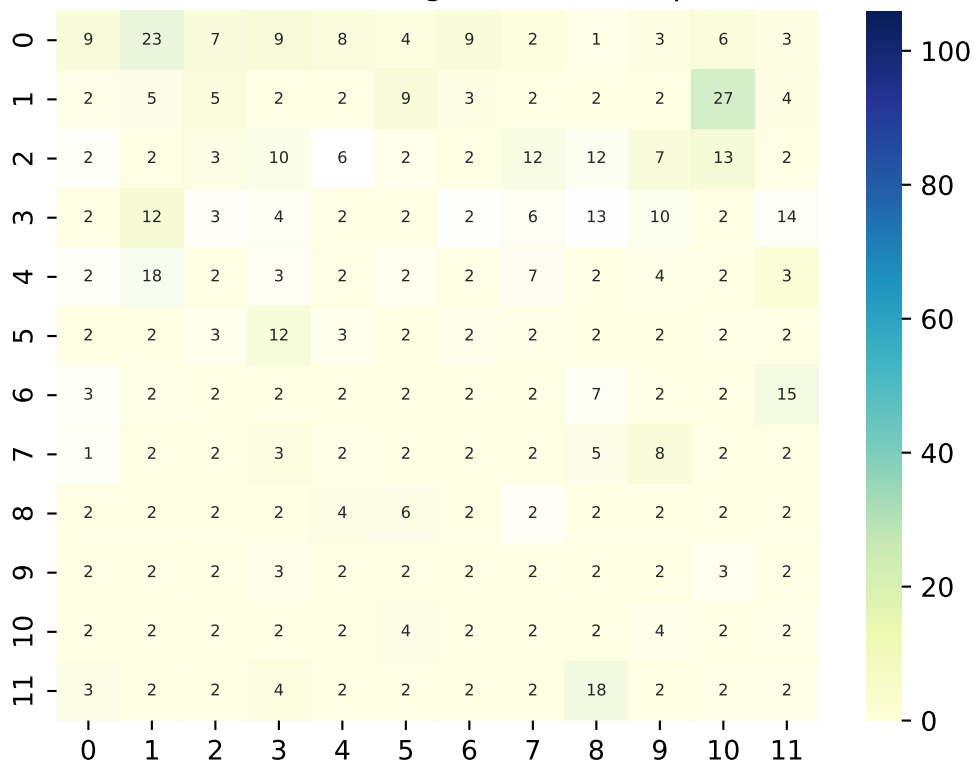 0 9 23 7 9 8 4 9 2 1 3 6 3
1 2 5 5 2 2 9 3 2 2 2 27 4
2 2 2 3 10 6 2 2 12 12 7 13 2
3 2 12 3 4 2 2 2 6 13 10 2 14
4 2 18 2 3 2 2 2 7 2 4 2 3
5 2 2 3 12 3 2 2 2 2 2 2 2
6 3 2 2 2 2 2 2 2 7 2 2 15
7 1 2 2 3 2 2 2 2 5 8 2 2
8 2 2 2 2 4 6 2 2 2 2 2 2
9 2 2 2 3 2 2 2 2 2 2 3 2
10 2 2 2 2 2 4 2 2 2 4 2 2
11 3 2 2 4 2 2 2 2 18 2 2 2
0 1 2 3 4 5 6 7 8 9 10 11
100
80
60
40
20
0